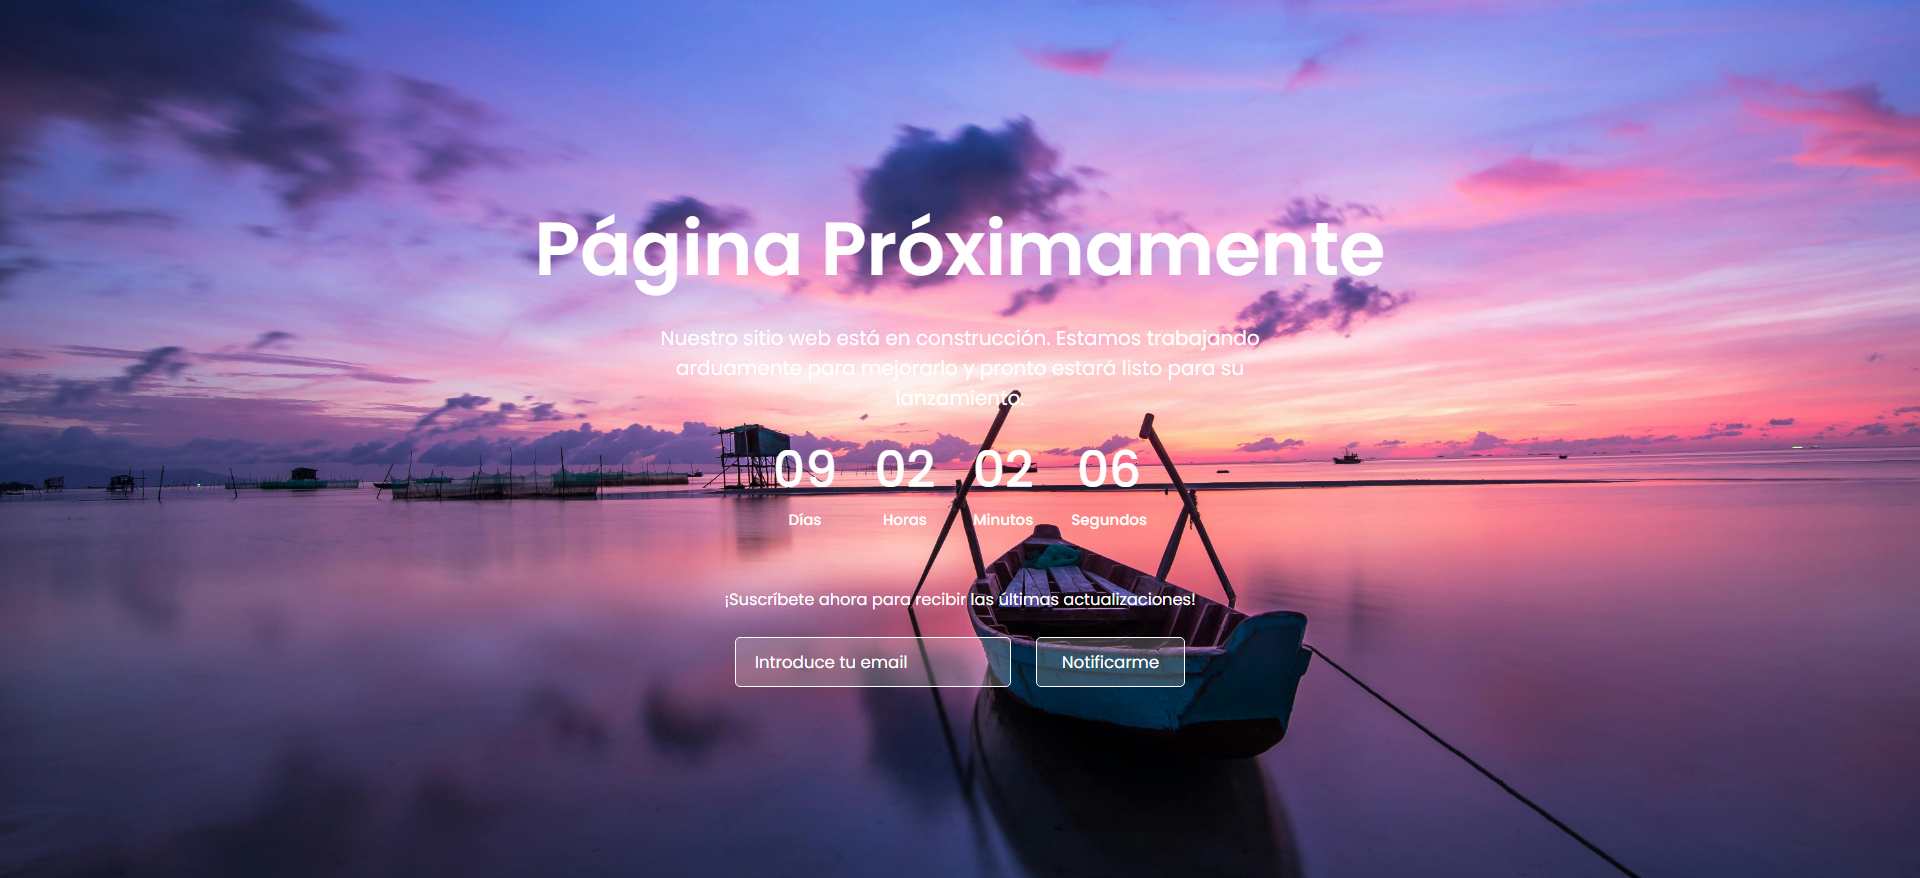 Página Próximamente
Nuestro sitio web está en construcción. Estamos trabajando
arduamente para mejorarlo y pronto estará listo para su
lanzamiento.
09 02 02 06
Días Horas Minutos Segundos
¡Suscríbete ahora para recibir las últimas actualizaciones!
Introduce tu email Notificarme